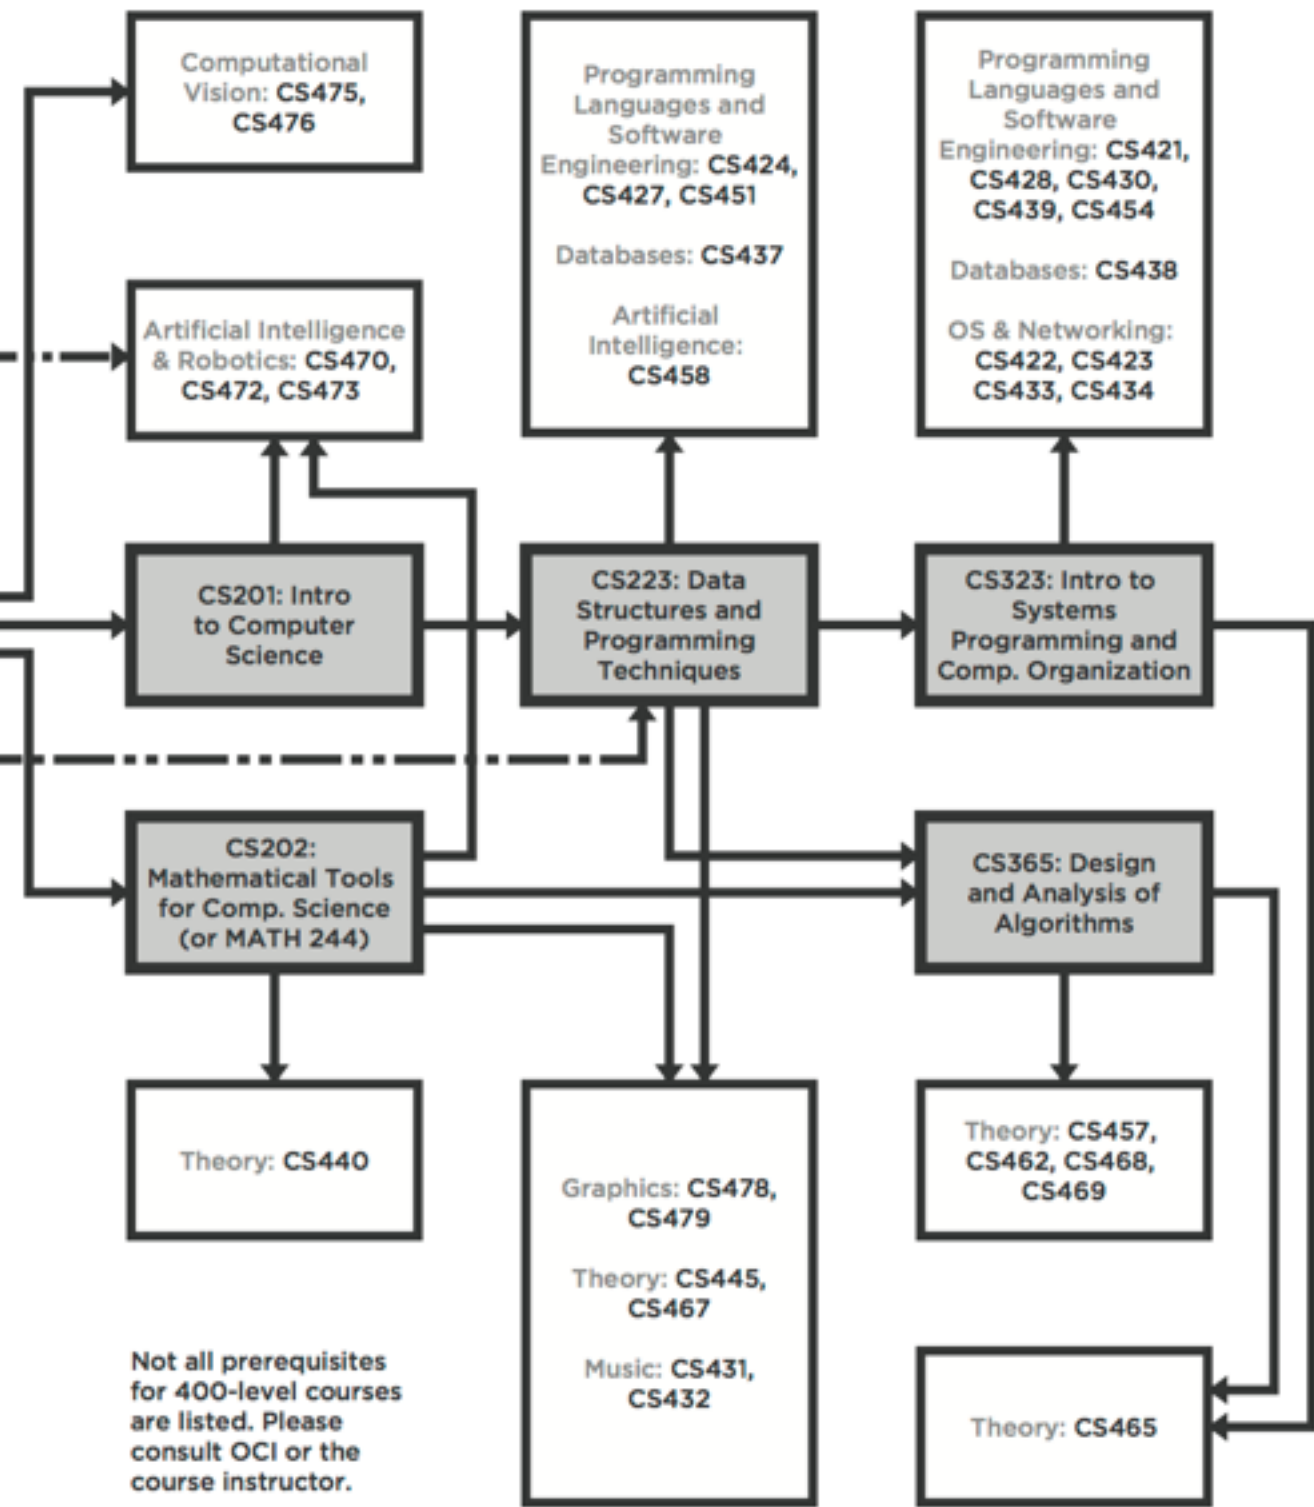 Computational
Vision: CS475,
CS476
Programming
Languages and
Software
Engineering: CS424,
CS427, CS451
Databases: CS437
Artificial
Intelligence:
CS458
Programming
Languages and
Software
Engineering: CS421,
CS428, CS430,
CS439, CS454
Databases: CS438
OS & Networking:
CS422, CS423
CS433, CS434
Artificial Intelligence
& Robotics: CS470,
CS472, CS473
CS201: Intro
to Computer
Science
CS223: Data
Structures and
Programming
Techniques
CS323: Intro to
Systems
Programming and
Comp. Organization
CS202:
Mathematical Tools
for Comp. Science
(or MATH 244)
CS365: Design
and Analysis of
Algorithms
Theory: CS440
Graphics: CS478,
CS479
Theory: CS445,
CS467
Music: CS431,
CS432
Theory: CS457,
CS462, CS468,
CS469
Not all prerequisites
for 400-level courses
are listed. Please
consult OCI or the
course instructor.
Theory: CS465